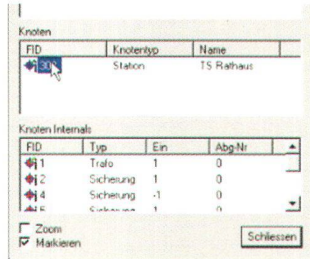 Knoten
FID Knotentyp Name
Station TS Rathaus
Knoten Internals
FID Typ Ein Abg-Nr
1 Trafo 1 0
2 Sicherung 1 0
4 Sicherung -1 0
Zoom
Markieren
Schliessen